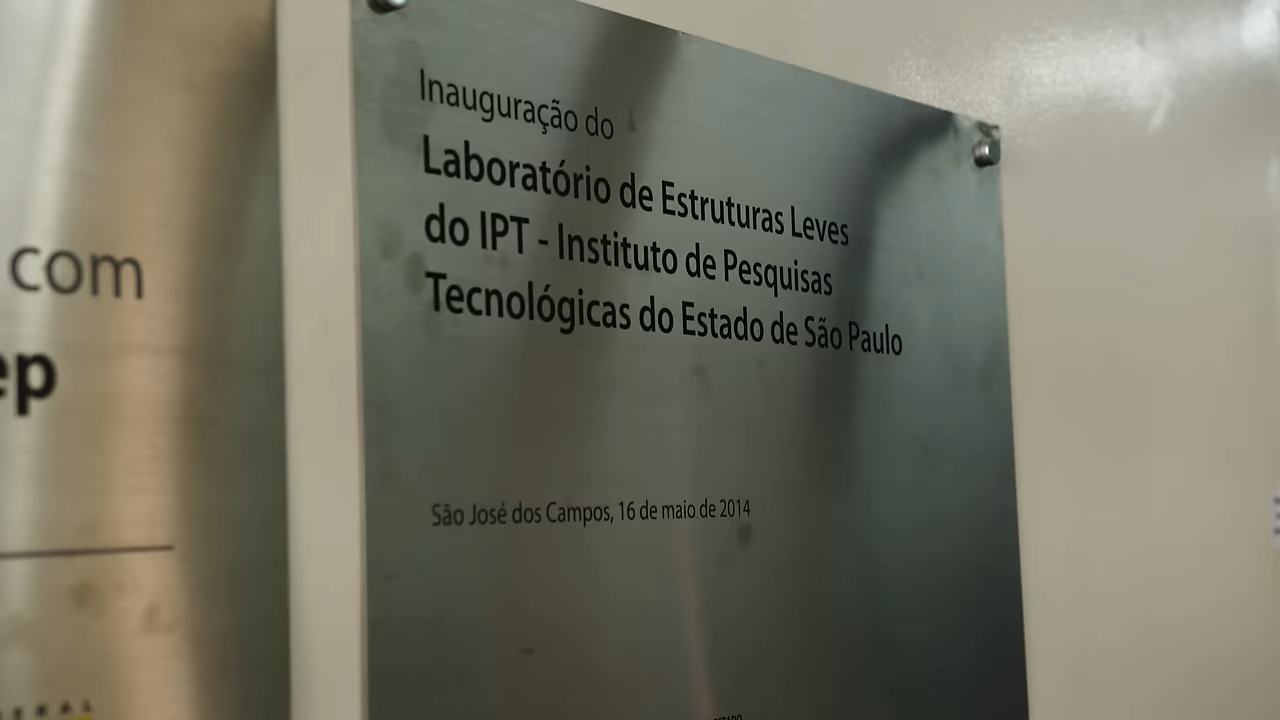 com
Inauguração do
Laboratório de Estruturas Leves
do IPT - Instituto de Pesquisas
Tecnológicas do Estado de São Paulo
São José dos Campos, 16 de maio de 2014